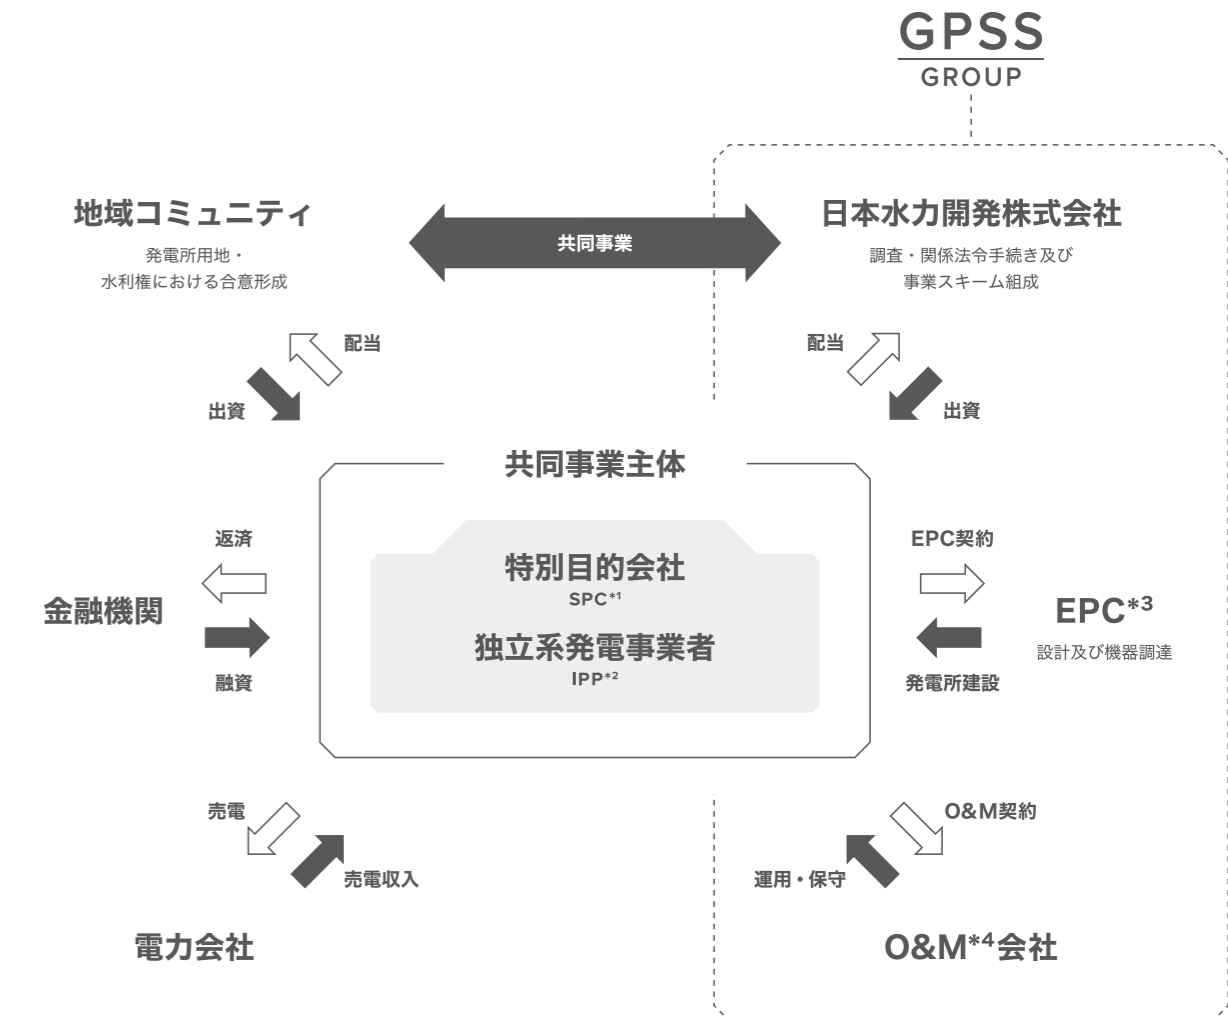 GPSS
GROUP
地域コミュニティ
発電所用地・
水利権における合意形成
共同事業
日本水力開発株式会社
調査・関係法令手続き及び
事業スキーム組成
配当
出資
配当
出資
共同事業主体
特別目的会社
SPC*1
独立系発電事業者
IPP*2
返済
金融機関
融資
EPC契約
EPC*3
設計及び機器調達
発電所建設
売電
売電収入
電力会社
O&M契約
運用・保守
O&M*4会社